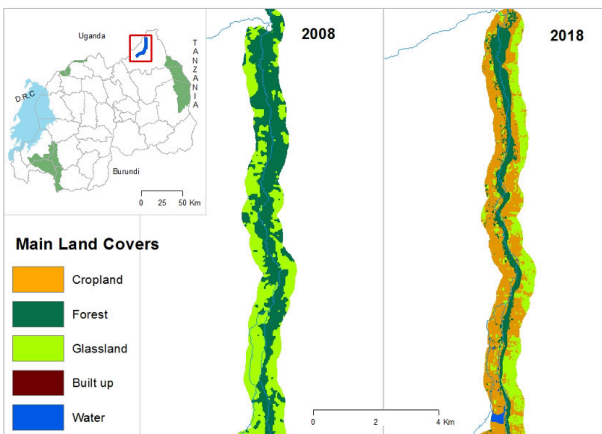 Uganda
TANZANIA
D.R.C
Burundi
0 25 50 Km
2008
2018
Main Land Covers
Cropland
Forest
Glassland
Built up
Water
0 2 4 Km